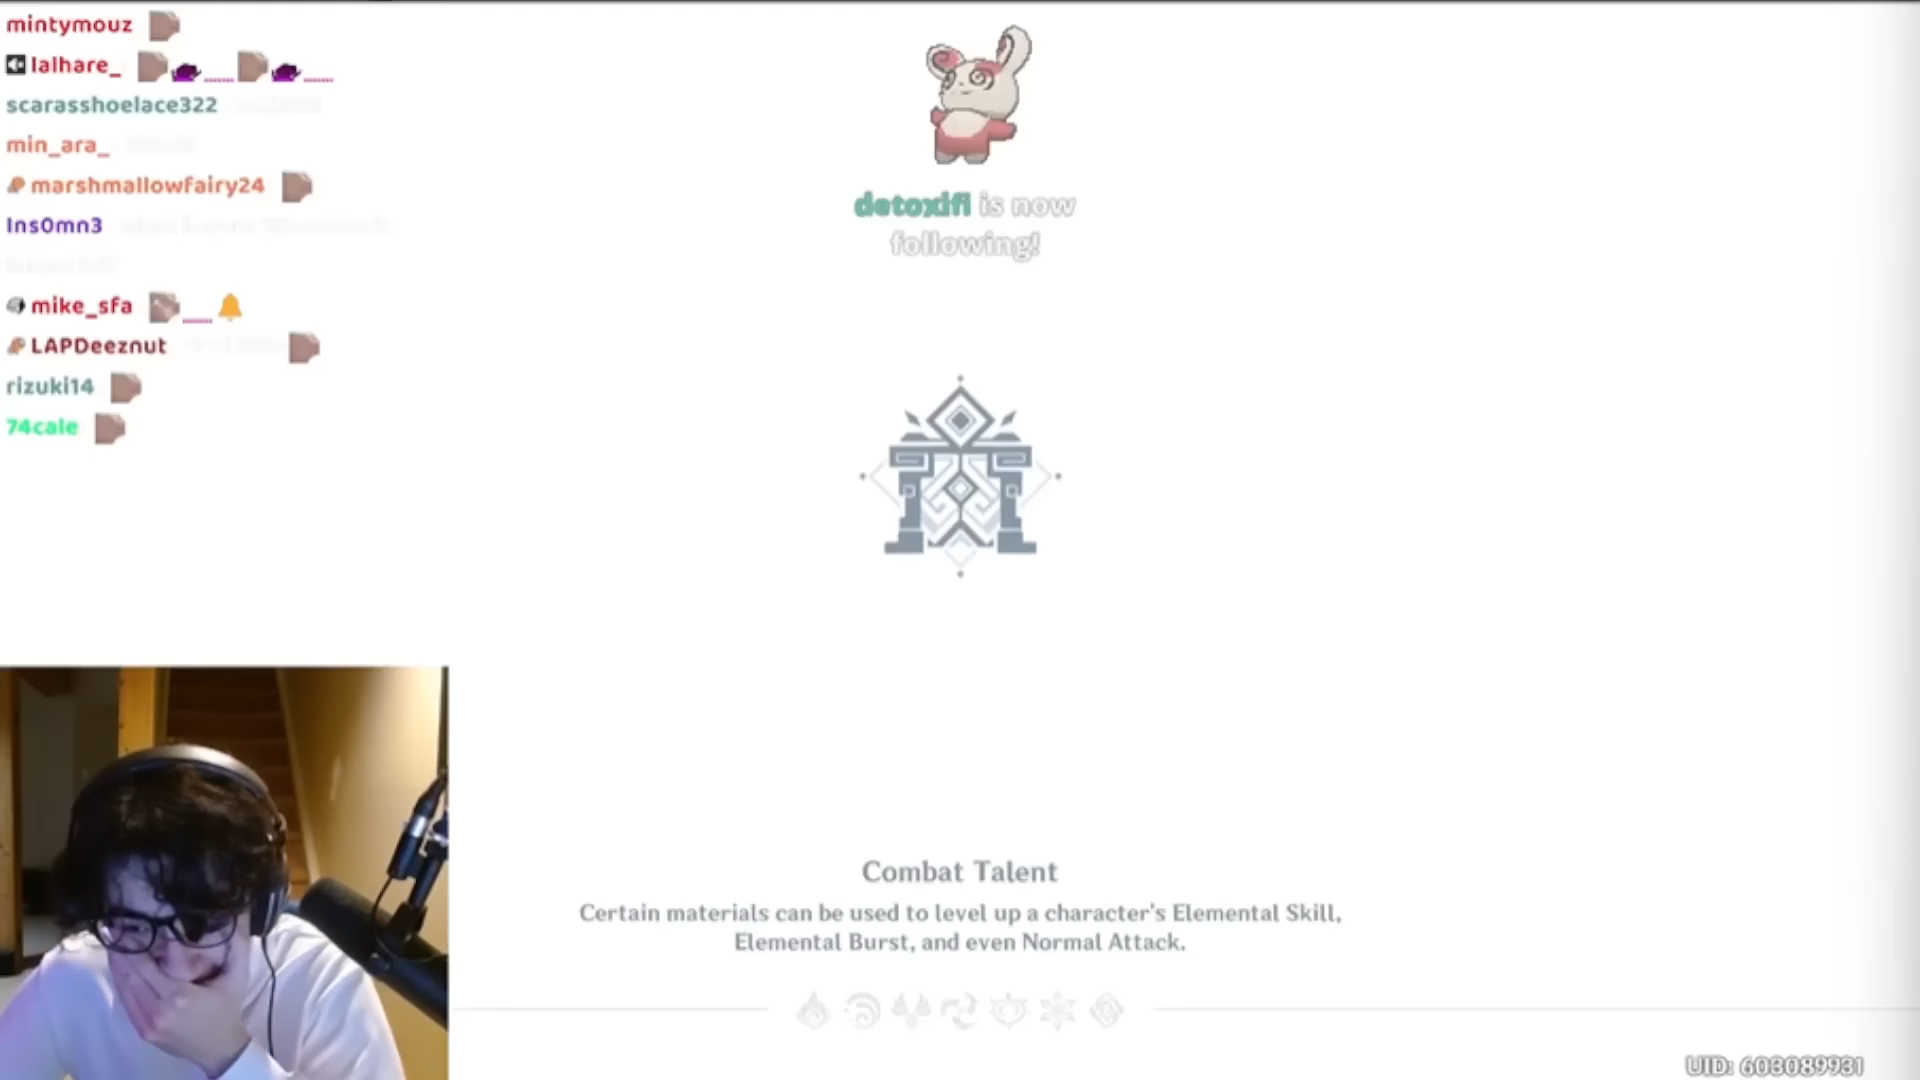 mintymouz
lalhare_
scarasshoelace322
min_ara_
marshmallowfairy24
Ins0mn3
mike_sfa
LAPDeeznut
rizuki14
74cale
detoxifi is now
following!
Combat Talent
Certain materials can be used to level up a character's Elemental Skill,
Elemental Burst, and even Normal Attack.
UID: 603089931